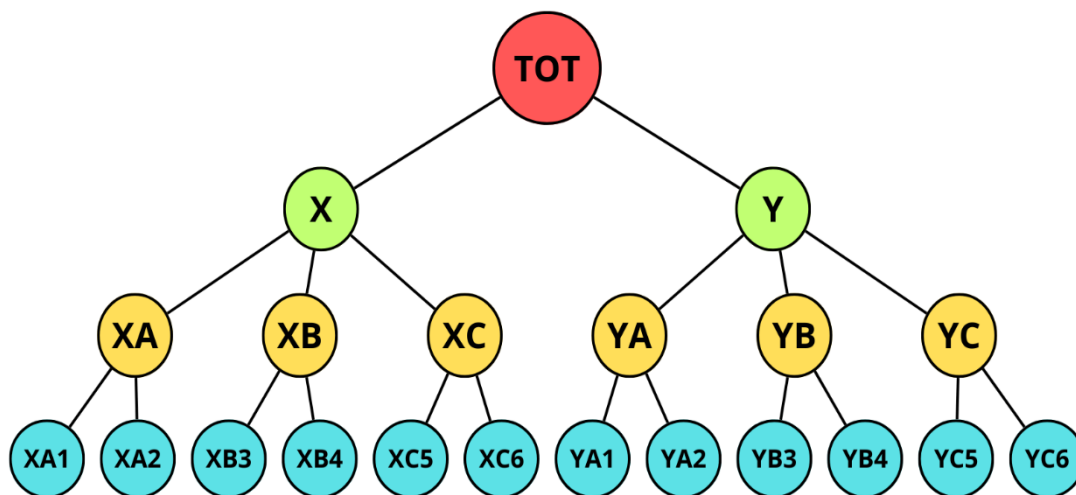 TOT
X
Y
XA
XB
XC
YA
YB
YC
XA1
XA2
XB3
XB4
XC5
XC6
YA1
YA2
YB3
YB4
YC5
YC6